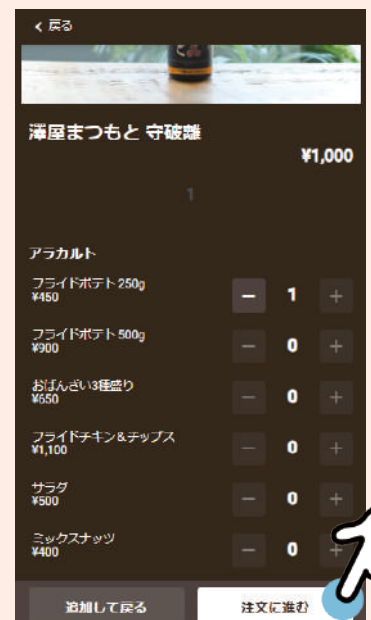 戻る
澤屋まつもと 守破離
¥1,000
1
アラカルト
フライドポテト 250g
¥450
− 1 +
フライドポテト 500g
¥900
− 0 +
おばんざい3種盛り
¥650
− 0 +
フライドチキン&チップス
¥1,100
− 0 +
サラダ
¥500
− 0 +
ミックスナッツ
¥400
− 0 +
追加して戻る
注文に進む